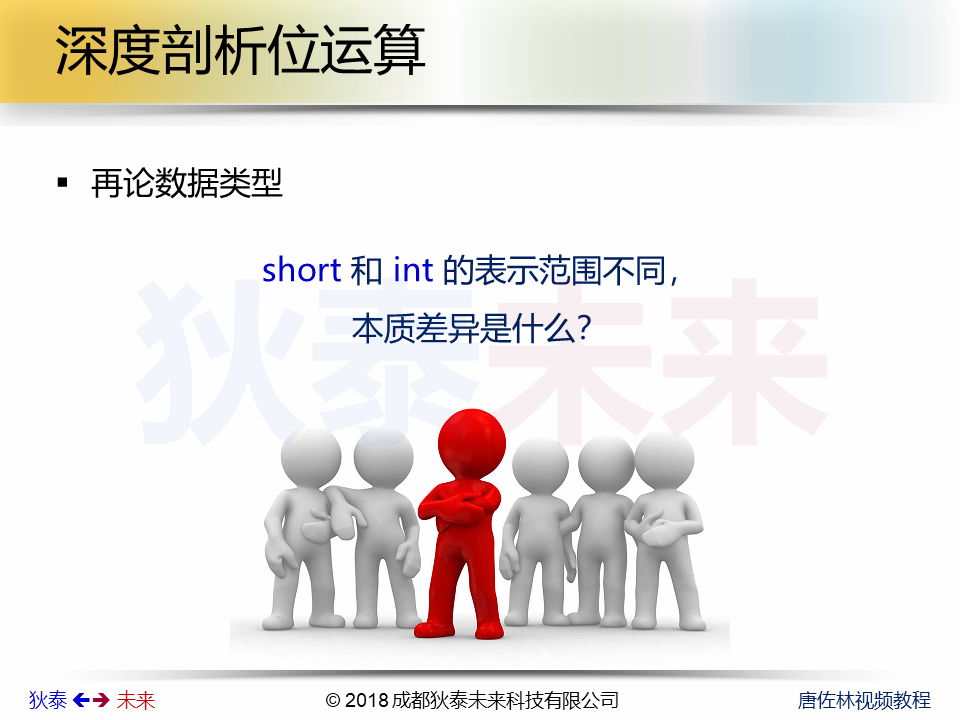 深度剖析位运算
▪ 再论数据类型
short 和 int 的表示范围不同，
本质差异是什么？
狄泰未来
狄泰 🡸🡺 未来
© 2018 成都狄泰未来科技有限公司
唐佐林视频教程